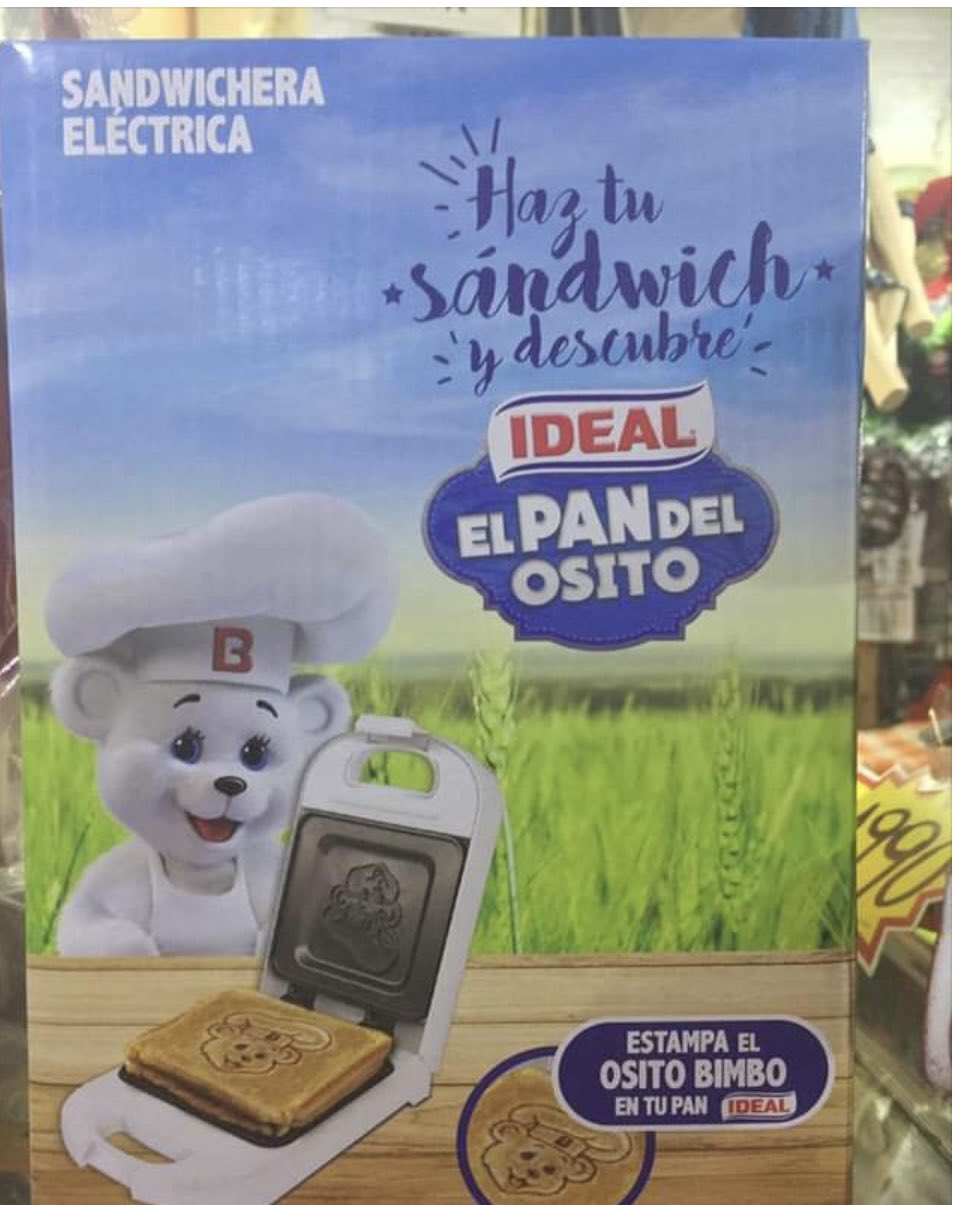 SANDWICHERA
ELÉCTRICA
Haz tu
sándwich
y descubre
IDEAL
EL PAN DEL
OSITO
B
ESTAMPA EL
OSITO BIMBO
EN TU PAN IDEAL
990
B